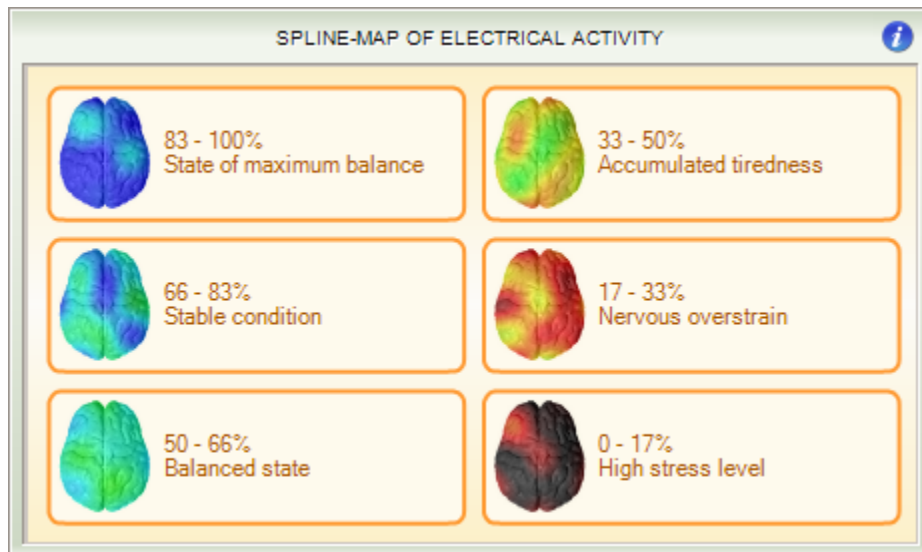 SPLINE-MAP OF ELECTRICAL ACTIVITY
i
83 - 100%
State of maximum balance
33 - 50%
Accumulated tiredness
66 - 83%
Stable condition
17 - 33%
Nervous overstrain
50 - 66%
Balanced state
0 - 17%
High stress level